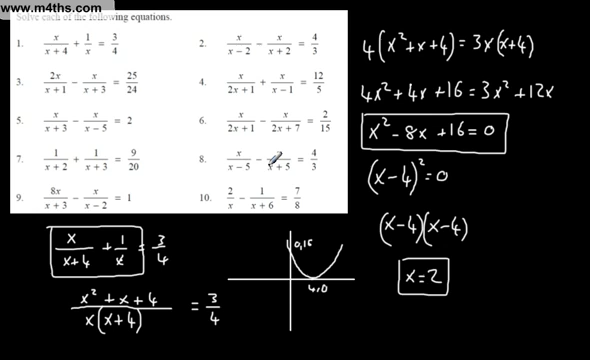 www.m4ths.com
Solve each of the following equations.
1. x/(x + 4) + 1/x = 3/4
2. x/(x − 2) − x/(x + 2) = 4/3
3. 2x/(x + 1) − x/(x + 3) = 25/24
4. x/(2x + 1) + x/(x − 1) = 12/5
5. x/(x + 3) − x/(x − 5) = 2
6. x/(2x + 1) − x/(2x + 7) = 2/15
7. 1/(x + 2) + 1/(x + 3) = 9/20
8. x/(x − 5) − x/(x + 5) = 4/3
9. 8x/(x + 3) − x/(x − 2) = 1
10. 2/x − 1/(x + 6) = 7/8
x/(x+4) + 1/x = 3/4
(x² + x + 4)/(x(x+4)) = 3/4
0,16
4,0
4(x² + x + 4) = 3x(x+4)
4x² + 4x + 16 = 3x² + 12x
x² − 8x + 16 = 0
(x − 4)² = 0
(x−4)(x−4)
x = 2